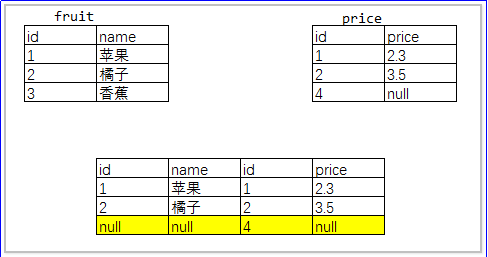 fruit price
id name id price
1 苹果 1 2.3
2 橘子 2 3.5
3 香蕉 4 null
id name id price
1 苹果 1 2.3
2 橘子 2 3.5
null null 4 null